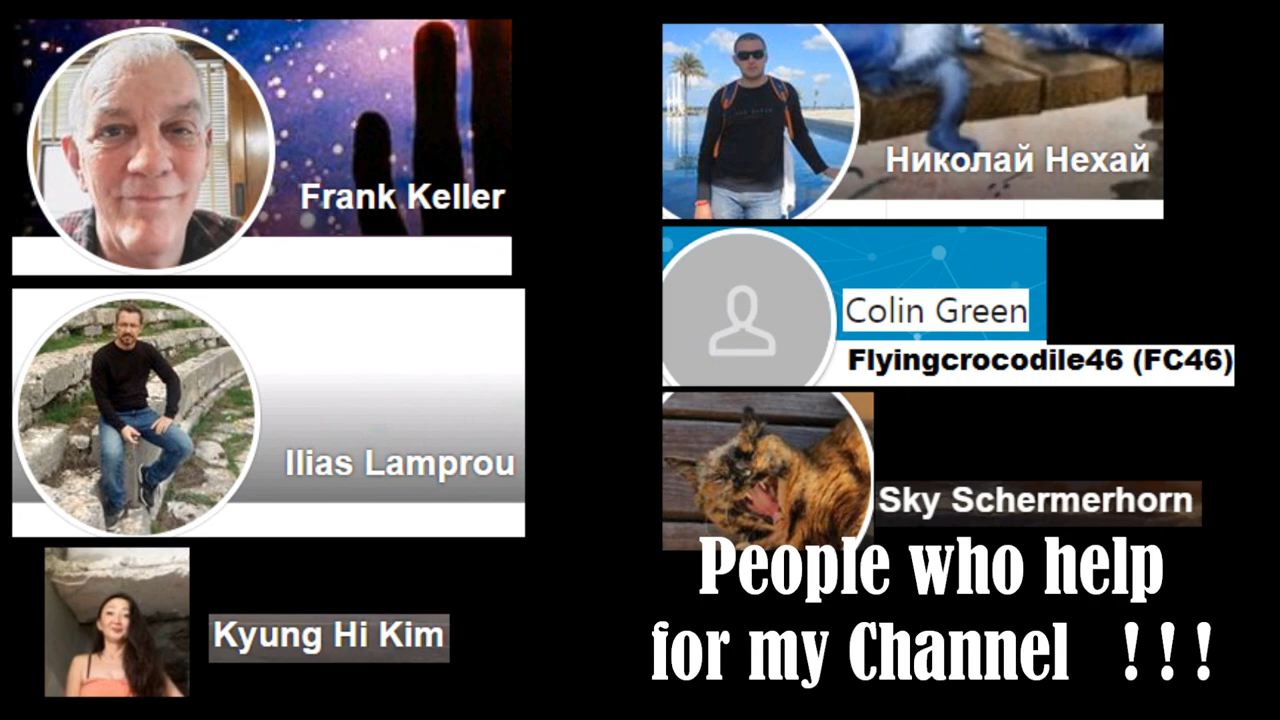 Frank Keller
Ilias Lamprou
Kyung Hi Kim
Николай Нехай
Colin Green
Flyingcrocodile46 (FC46)
Sky Schermerhorn
People who help
for my Channel !!!